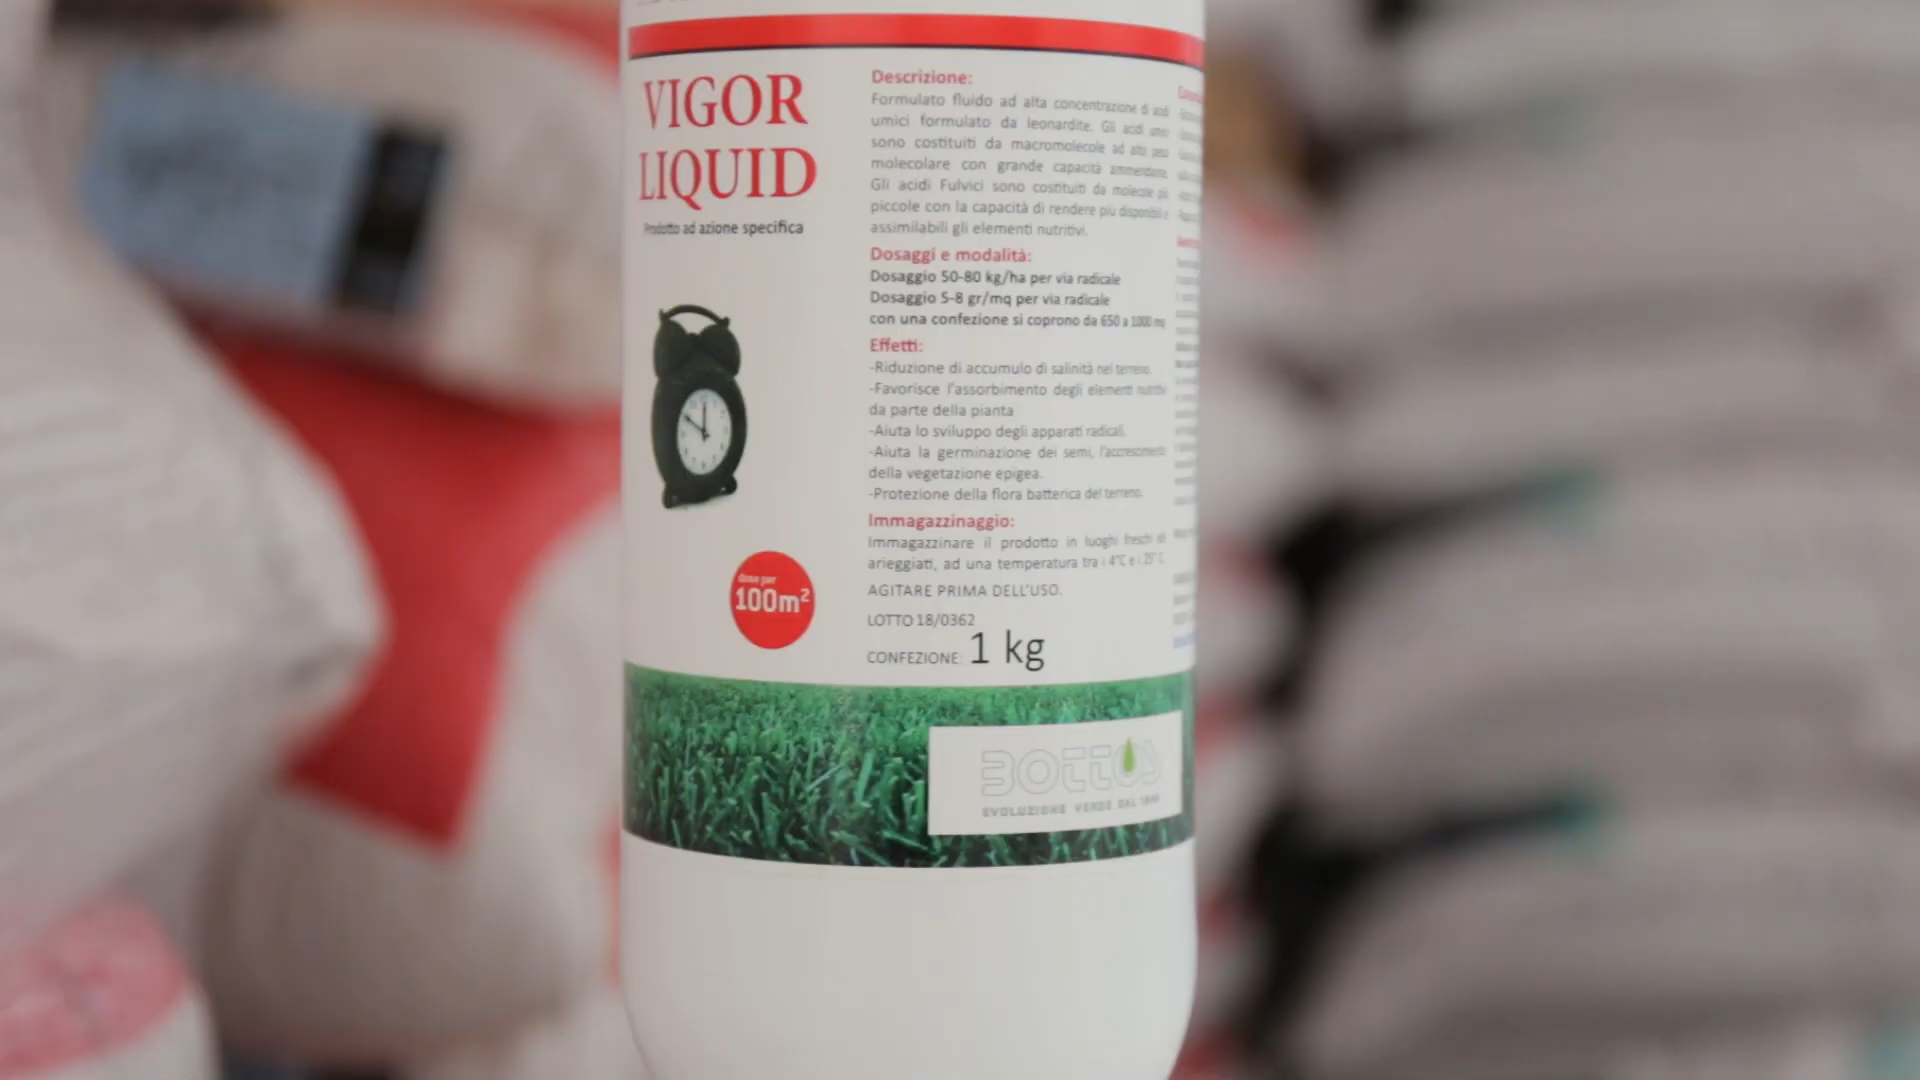 VIGOR
LIQUID
Prodotto ad azione specifica
dose per
100m²
Descrizione:
Formulato fluido ad alta concentrazione di acidi
umici formulato da leonardite. Gli acidi umici
sono costituiti da macromolecole ad alto peso
molecolare con grande capacità ammendante.
Gli acidi Fulvici sono costituiti da molecole più
piccole con la capacità di rendere più disponibili e
assimilabili gli elementi nutritivi.
Dosaggi e modalità:
Dosaggio 50-80 kg/ha per via radicale
Dosaggio 5-8 gr/mq per via radicale
con una confezione si coprono da 650 a 1000 mq
Effetti:
-Riduzione di accumulo di salinità nel terreno.
-Favorisce l'assorbimento degli elementi nutritivi
da parte della pianta
-Aiuta lo sviluppo degli apparati radicali.
-Aiuta la germinazione dei semi, l'accrescimento
della vegetazione epigea.
-Protezione della flora batterica del terreno.
Immagazzinaggio:
Immagazzinare il prodotto in luoghi freschi ed
arieggiati, ad una temperatura tra i 4°C e i 25° C.
AGITARE PRIMA DELL'USO.
LOTTO 18/0362
CONFEZIONE: 1 kg
BOTTOS
EVOLUZIONE VERDE DAL